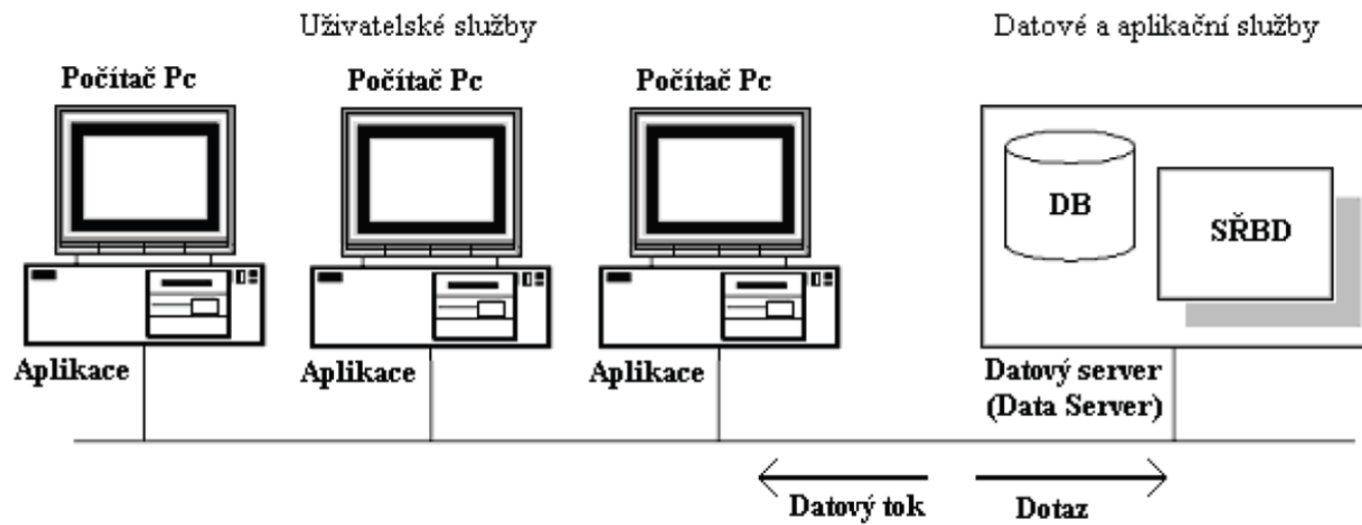 Uživatelské služby
Datové a aplikační služby
Počítač Pc
Počítač Pc
Počítač Pc
DB
SŘBD
Aplikace
Aplikace
Aplikace
Datový server
(Data Server)
Datový tok
Dotaz